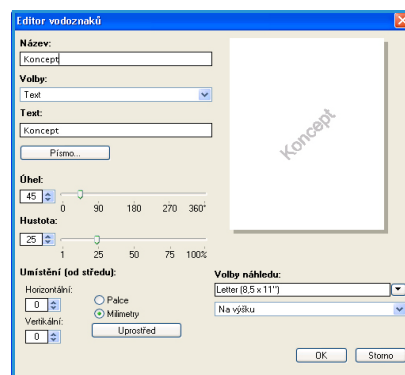 Editor vodoznaků
Název:
Koncept
Volby:
Text
Text:
Koncept
Písmo...
Úhel:
45
0 90 180 270 360°
Hustota:
25
1 25 50 75 100%
Umístění (od středu):
Horizontální:
0
Palce
Milimetry
Vertikální:
0
Uprostřed
Koncept
Volby náhledu:
Letter (8,5 x 11")
Na výšku
OK Storno